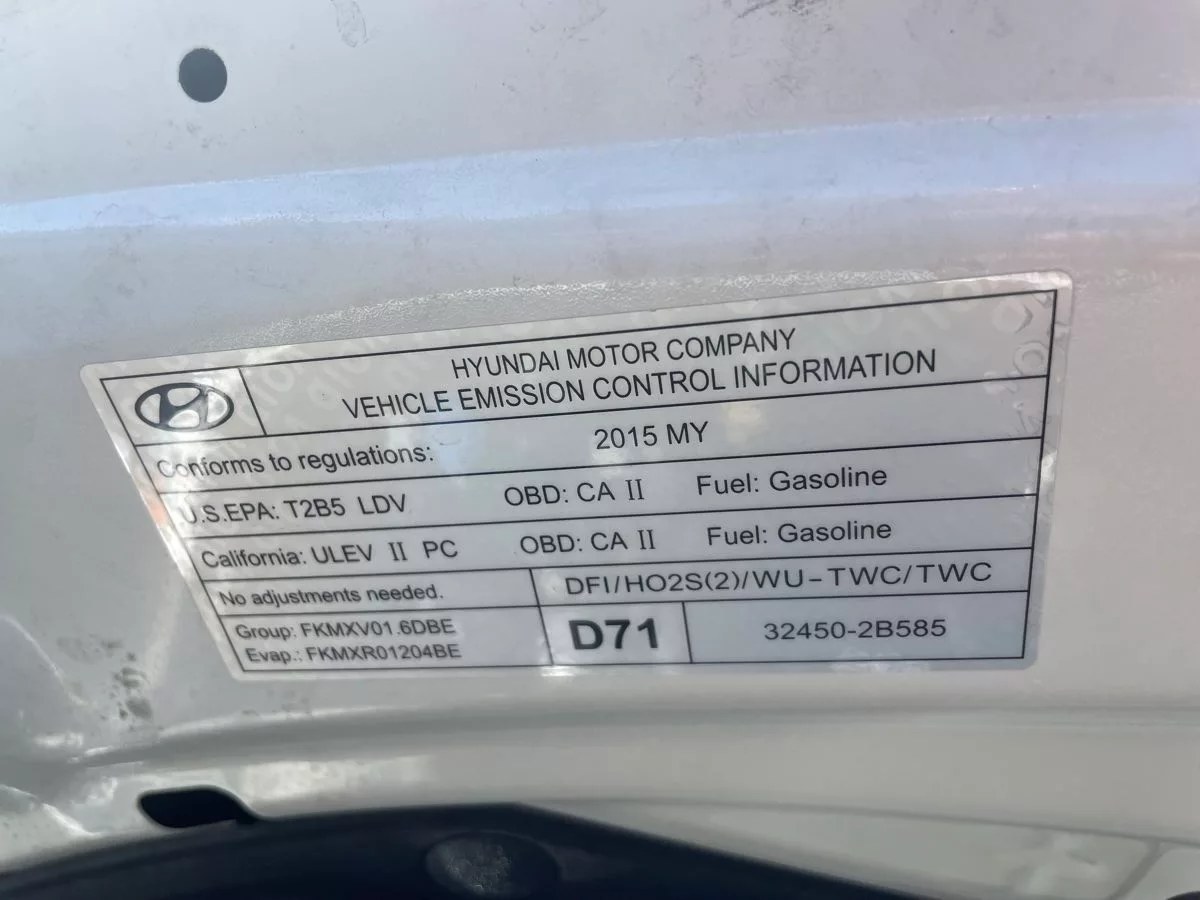 HYUNDAI MOTOR COMPANY
VEHICLE EMISSION CONTROL INFORMATION
Conforms to regulations: 2015 MY
U.S.EPA: T2B5 LDV OBD: CA II Fuel: Gasoline
California: ULEV II PC OBD: CA II Fuel: Gasoline
No adjustments needed. DFI/HO2S(2)/WU-TWC/TWC
Group: FKMXV01.6DBE
Evap.: FKMXR01204BE
D71 32450-2B585